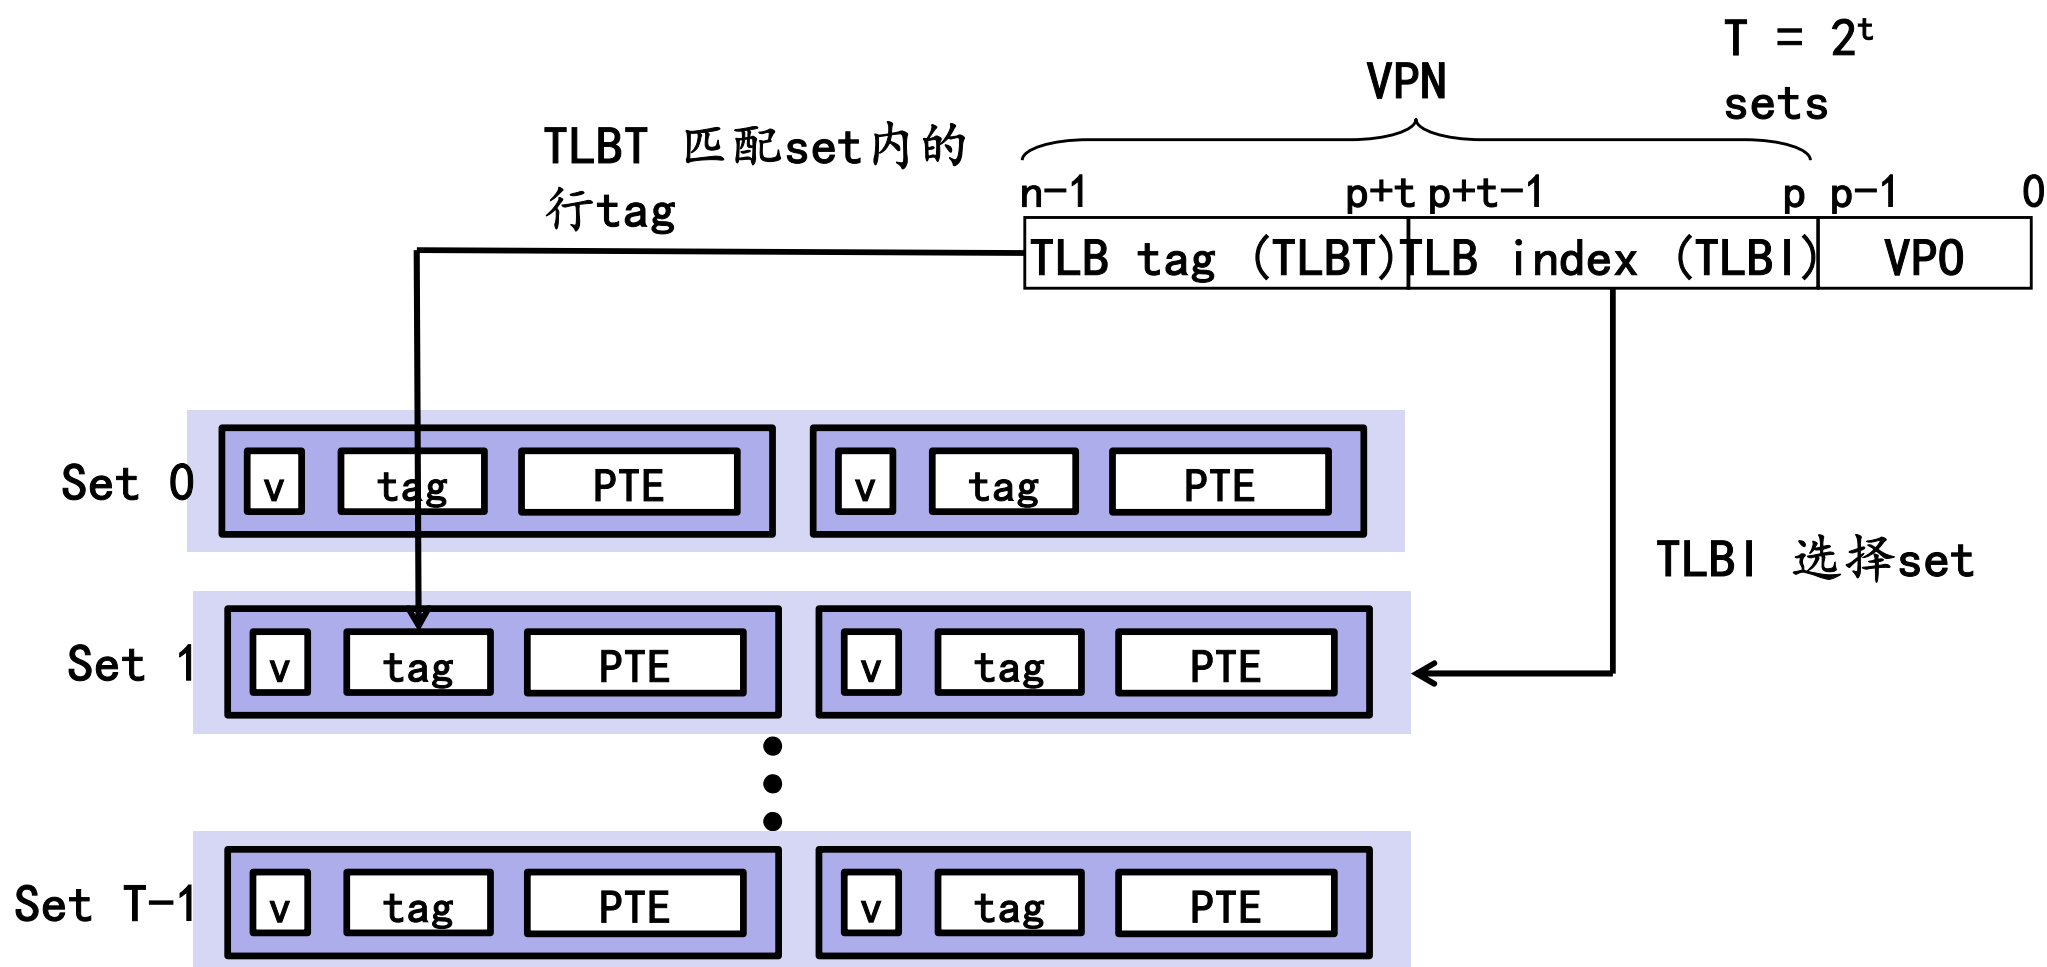 T = 2ᵗ
sets
VPN
TLBT 匹配set内的
行tag
n-1 p+t p+t-1 p p-1 0
TLB tag (TLBT) TLB index (TLBI) VPO
Set 0 v tag PTE v tag PTE
TLBI 选择set
Set 1 v tag PTE v tag PTE
Set T-1 v tag PTE v tag PTE